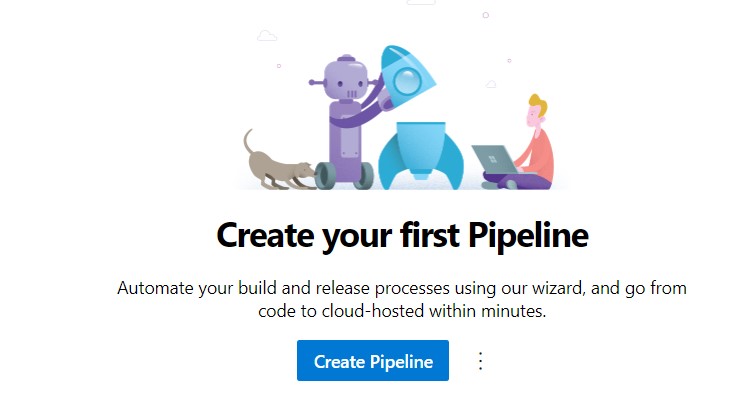 Create your first Pipeline
Automate your build and release processes using our wizard, and go from
code to cloud-hosted within minutes.
Create Pipeline